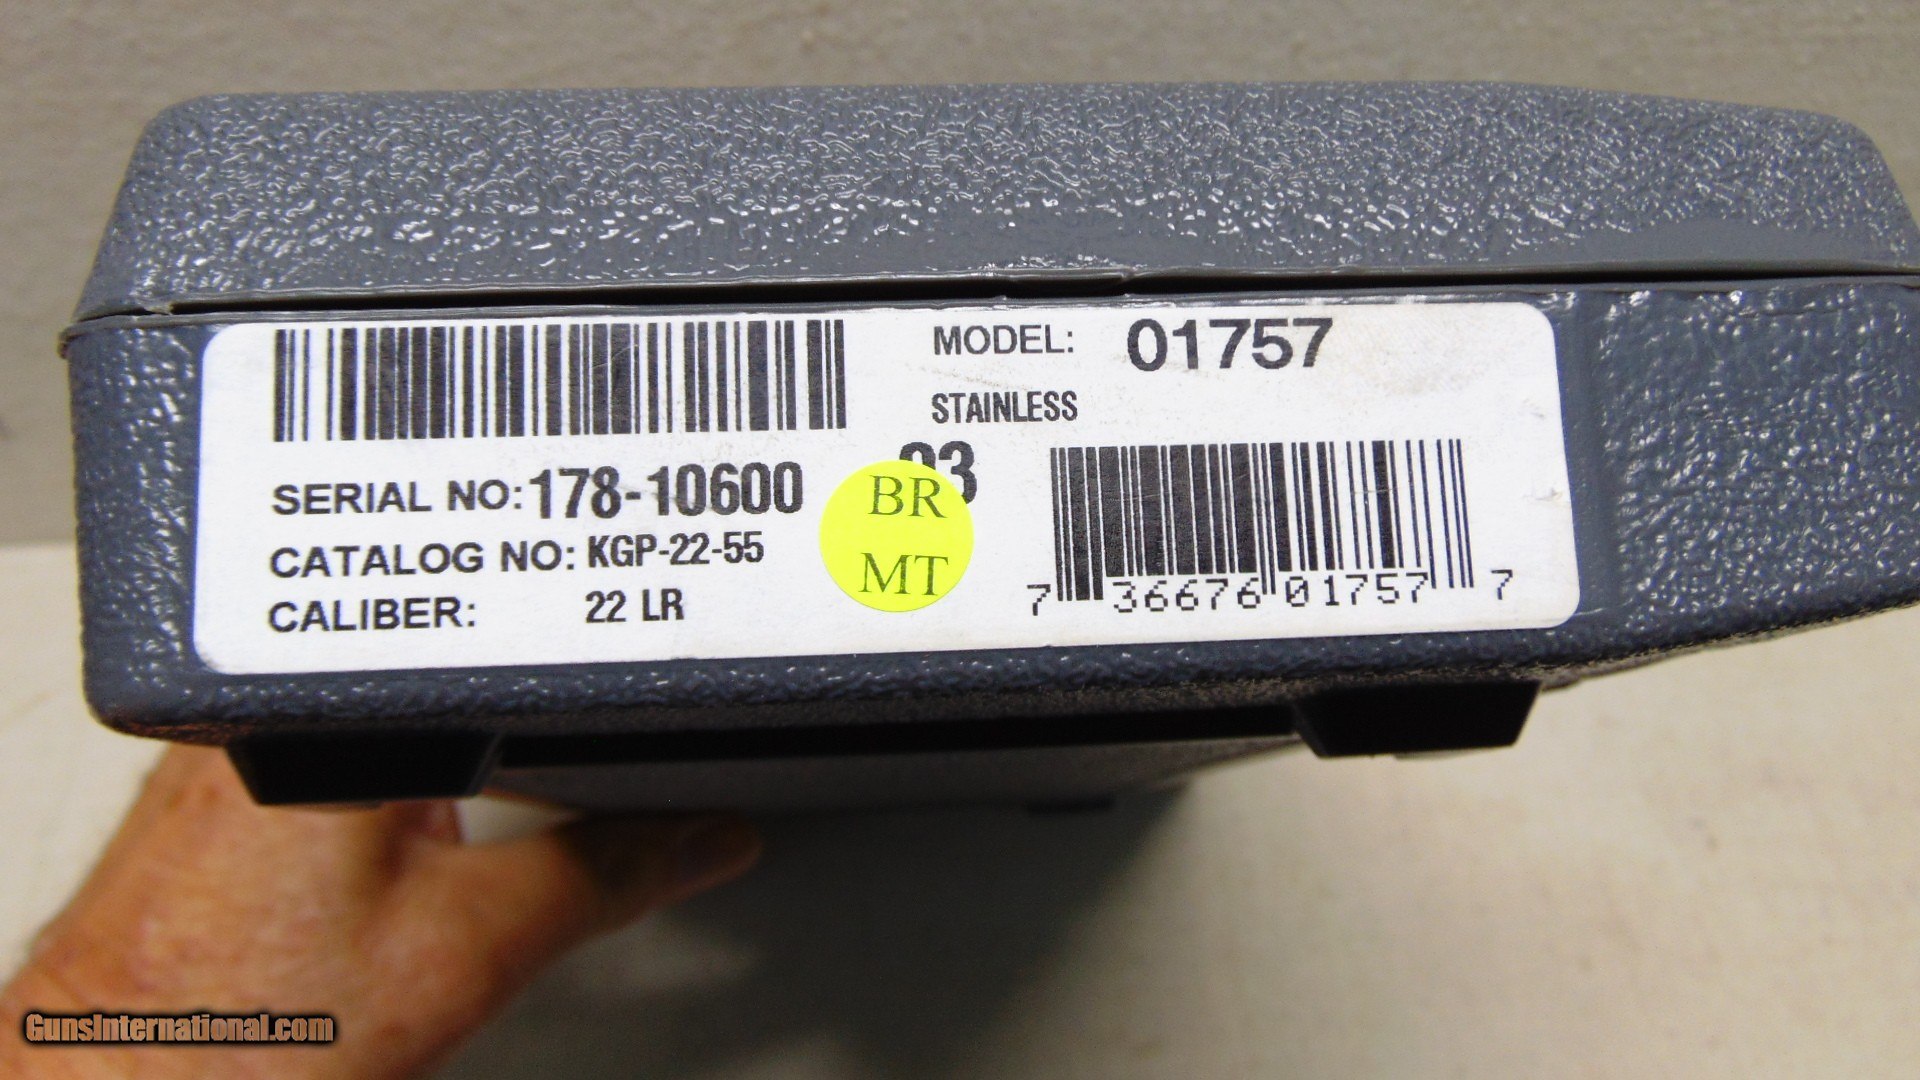 MODEL: 01757
STAINLESS
SERIAL NO: 178-10600
CATALOG NO: KGP-22-55
CALIBER: 22 LR
BR
MT
7 36676 01757 7
GunsInternational.com